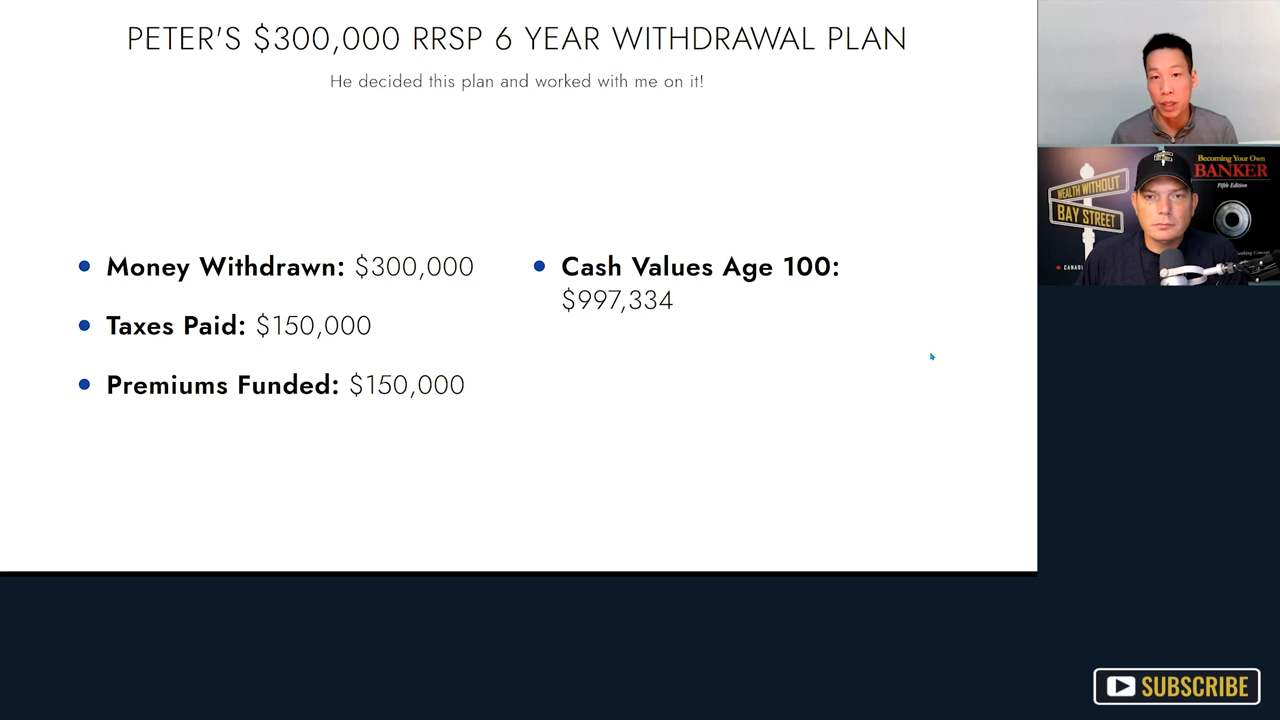 PETER'S $300,000 RRSP 6 YEAR WITHDRAWAL PLAN
He decided this plan and worked with me on it!
Money Withdrawn: $300,000
Taxes Paid: $150,000
Premiums Funded: $150,000
Cash Values Age 100:
$997,334
WEALTH WITHOUT
BAY STREET
Becoming Your Own
BANKER
Fifth Edition
SUBSCRIBE